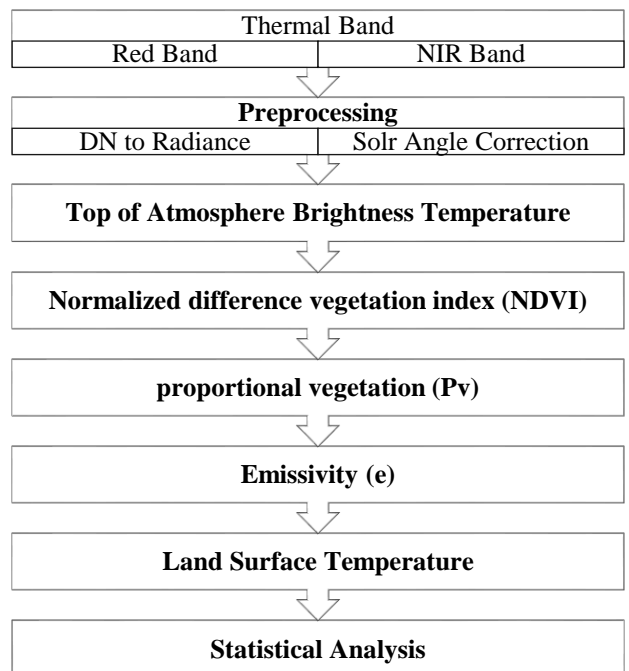 Thermal Band
Red Band NIR Band
Preprocessing
DN to Radiance Solr Angle Correction
Top of Atmosphere Brightness Temperature
Normalized difference vegetation index (NDVI)
proportional vegetation (Pv)
Emissivity (e)
Land Surface Temperature
Statistical Analysis